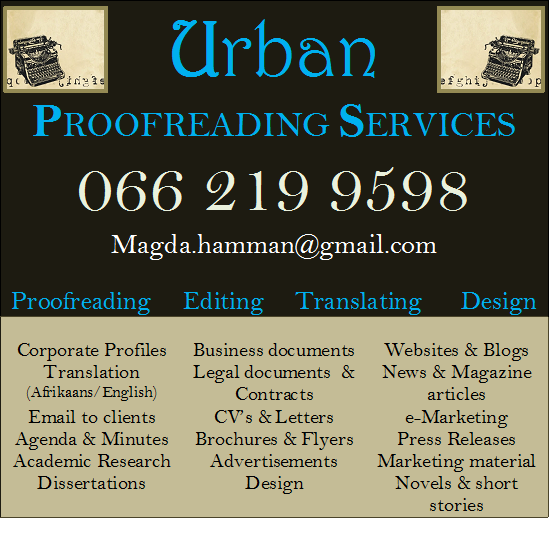 Urban
PROOFREADING SERVICES
066 219 9598
Magda.hamman@gmail.com
Proofreading Editing Translating Design
Corporate Profiles
Translation
(Afrikaans/English)
Email to clients
Agenda & Minutes
Academic Research
Dissertations
Business documents
Legal documents &
Contracts
CV's & Letters
Brochures & Flyers
Advertisements
Design
Websites & Blogs
News & Magazine
articles
e-Marketing
Press Releases
Marketing material
Novels & short
stories